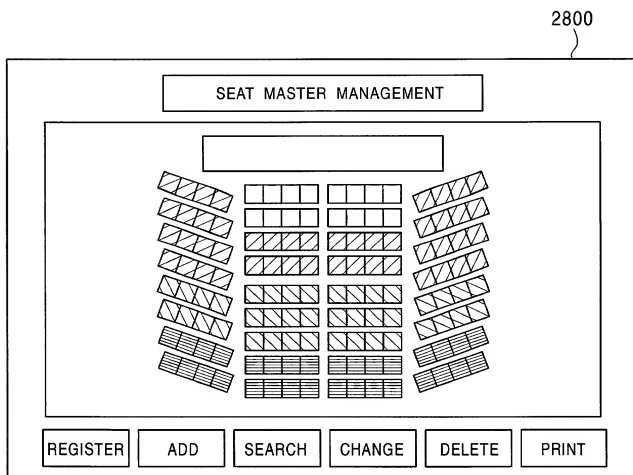 2800
SEAT MASTER MANAGEMENT
REGISTER ADD SEARCH CHANGE DELETE PRINT